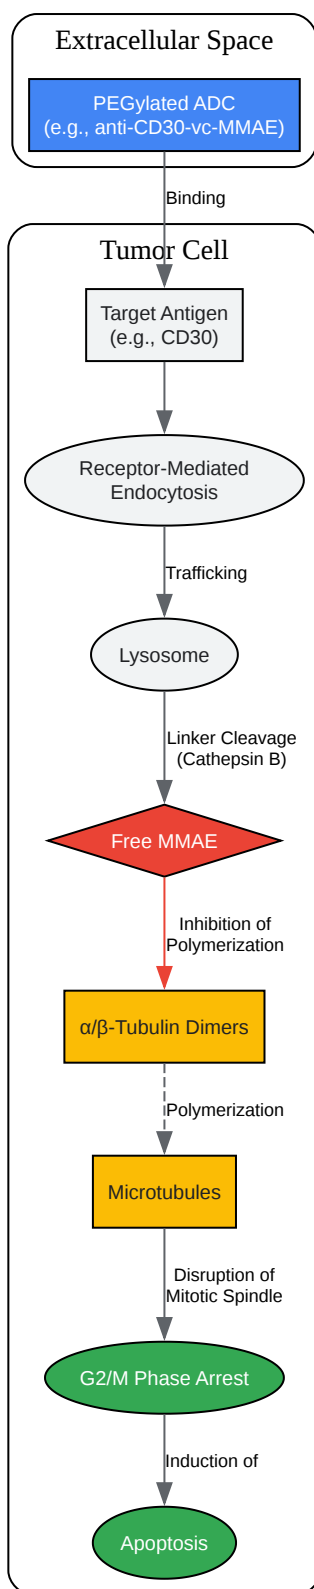 Extracellular Space
PEGylated ADC
(e.g., anti-CD30-vc-MMAE)
Binding
Tumor Cell
Target Antigen
(e.g., CD30)
Receptor-Mediated
Endocytosis
Trafficking
Lysosome
Linker Cleavage
(Cathepsin B)
Free MMAE
Inhibition of
Polymerization
α/β-Tubulin Dimers
Polymerization
Microtubules
Disruption of
Mitotic Spindle
G2/M Phase Arrest
Induction of
Apoptosis